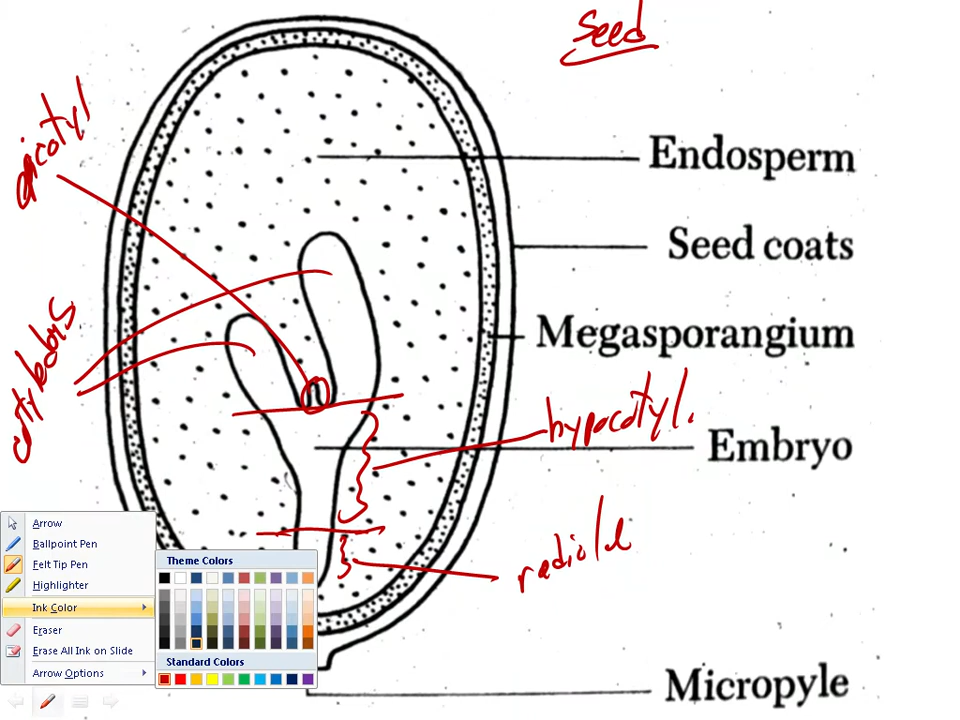 Seed
epicotyl
Endosperm
Seed coats
Megasporangium
cotyledons
hypocotyl.
Embryo
radicle
Micropyle
Arrow
Ballpoint Pen
Felt Tip Pen
Highlighter
Ink Color
Eraser
Erase All Ink on Slide
Arrow Options
Theme Colors
Standard Colors